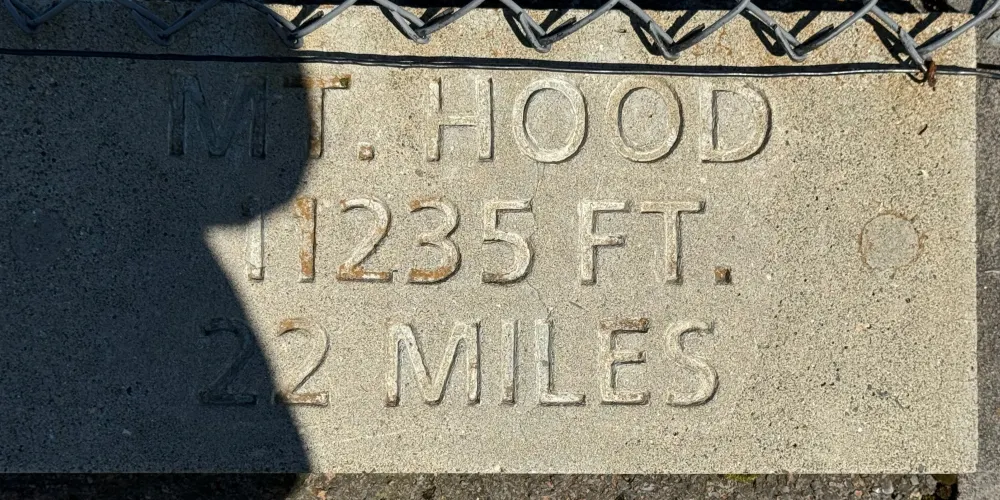 MT. HOOD
11235 FT.
22 MILES